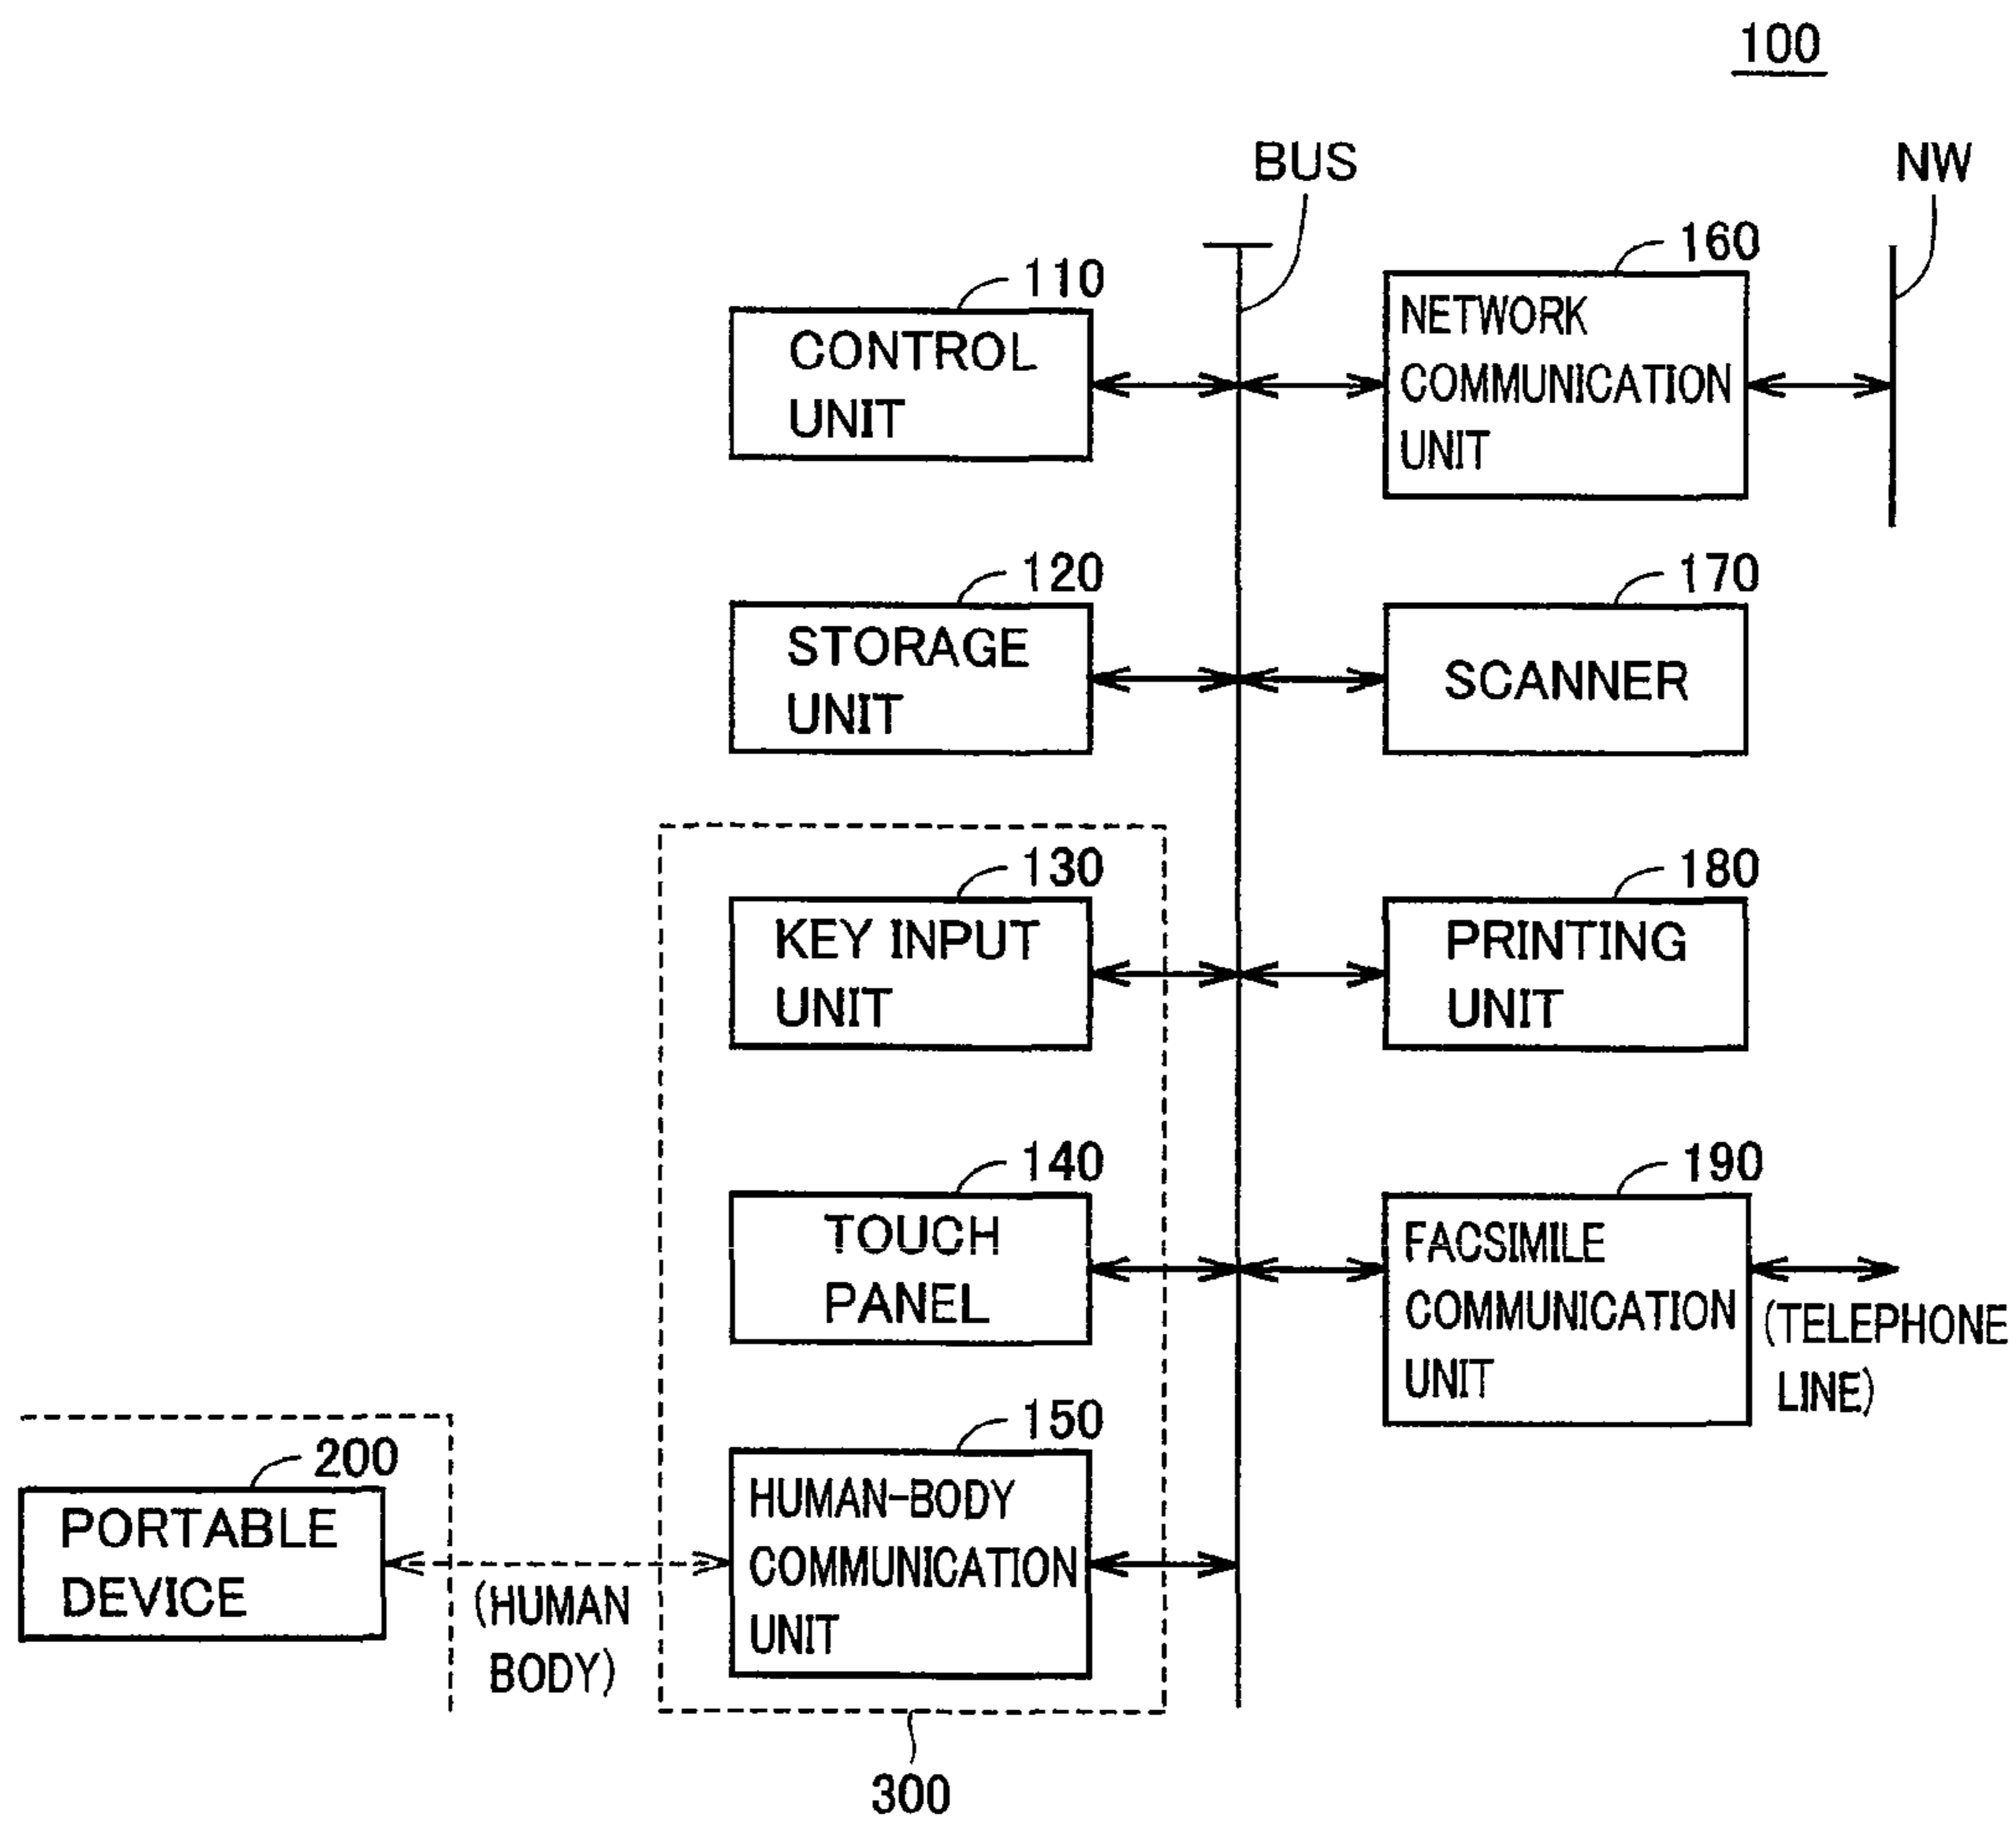 100
BUS
NW
110
CONTROL
UNIT
160
NETWORK
COMMUNICATION
UNIT
120
STORAGE
UNIT
170
SCANNER
130
KEY INPUT
UNIT
180
PRINTING
UNIT
140
TOUCH
PANEL
190
FACSIMILE
COMMUNICATION
UNIT
(TELEPHONE
LINE)
200
PORTABLE
DEVICE
(HUMAN
BODY)
150
HUMAN-BODY
COMMUNICATION
UNIT
300